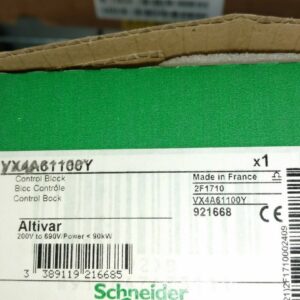 VX4A61100Y
x1
Control Block
Bloc Contrôle
Control Bock
Made in France
2F1710
VX4A61100Y
921668
Altivar
200V to 690V/Power < 90kW
CE
3 389119 216685
Schneider